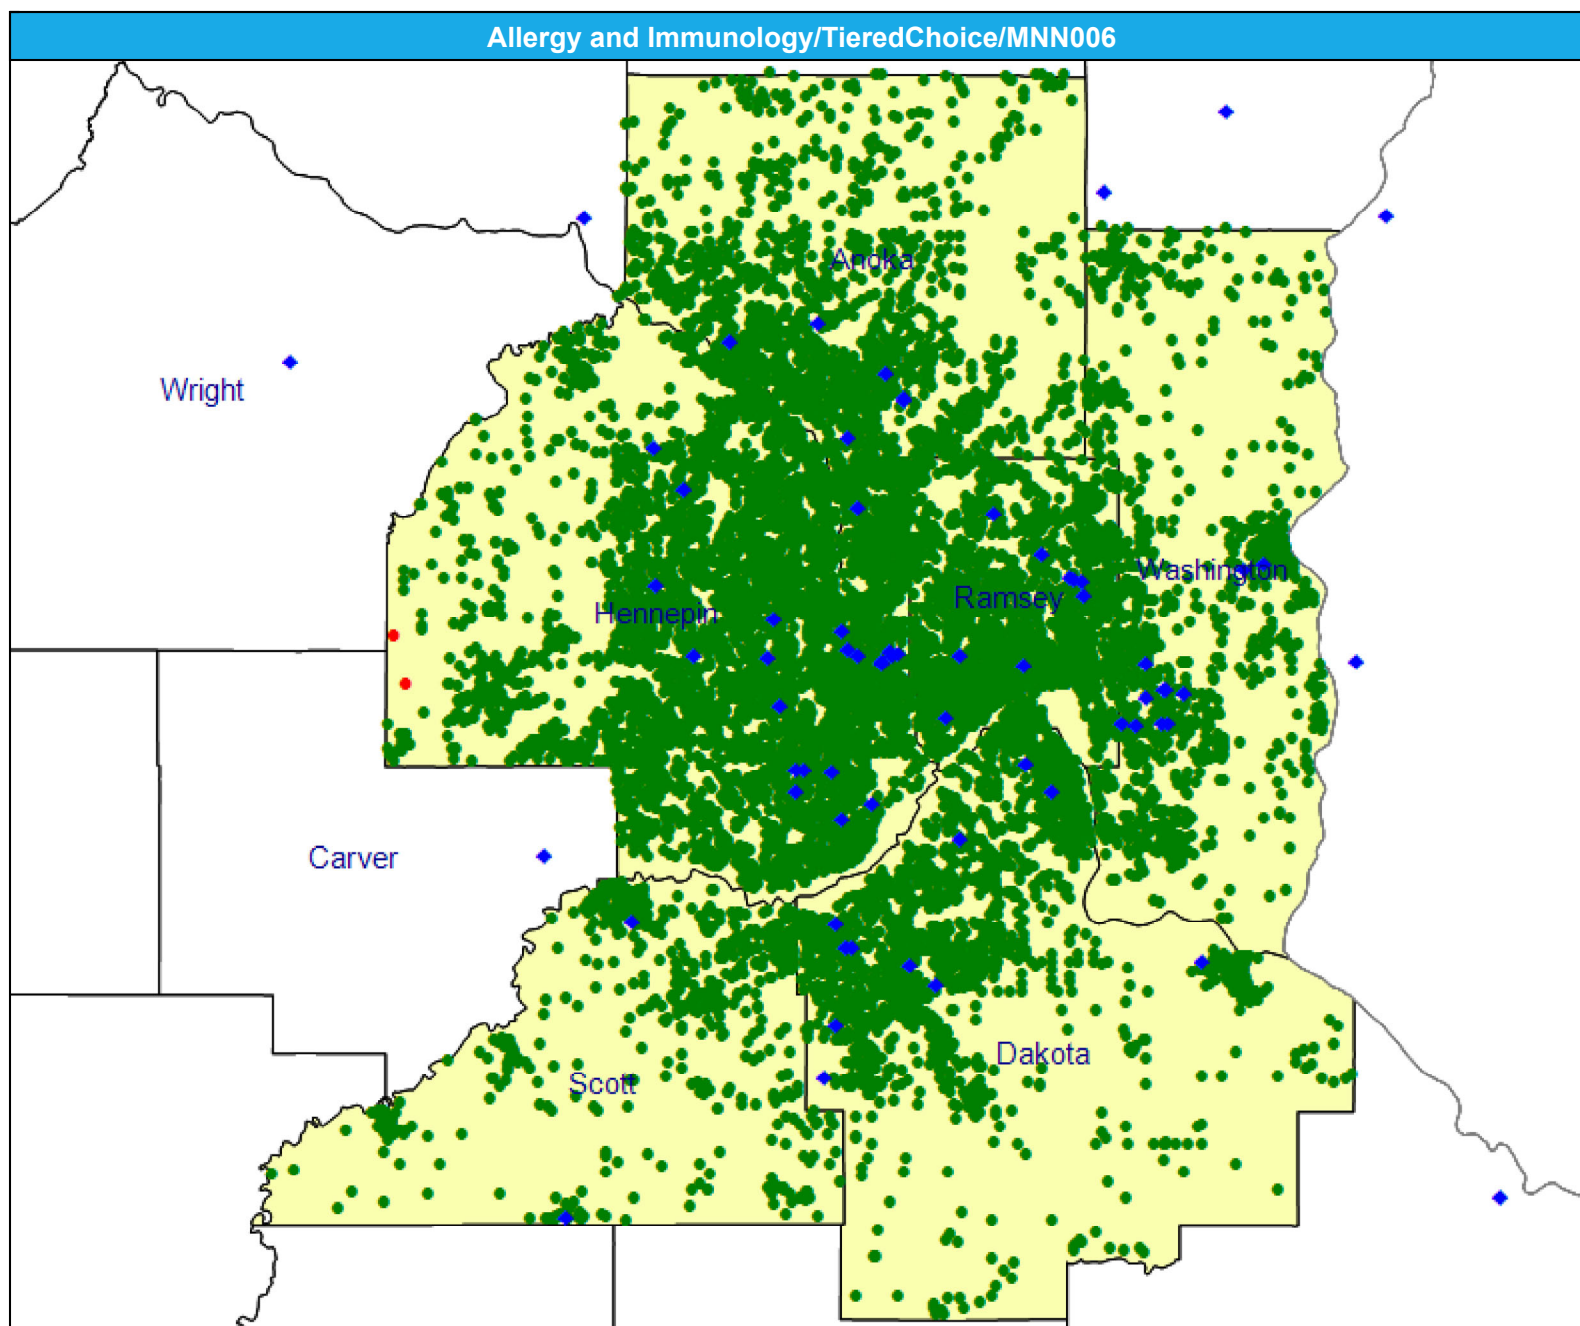 Allergy and Immunology/TieredChoice/MNN006
Anoka
Wright
Washington
Ramsey
Hennepin
Carver
Dakota
Scott